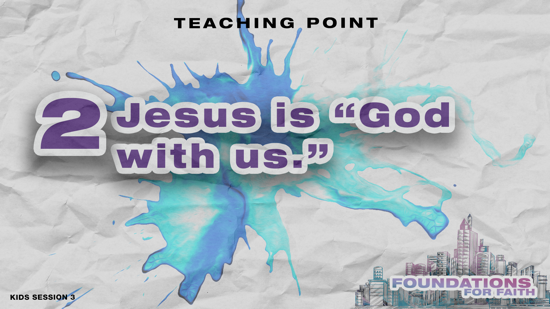 TEACHING POINT
2 Jesus is “God
with us.”
FOUNDATIONS
FOR FAITH
KIDS SESSION 3